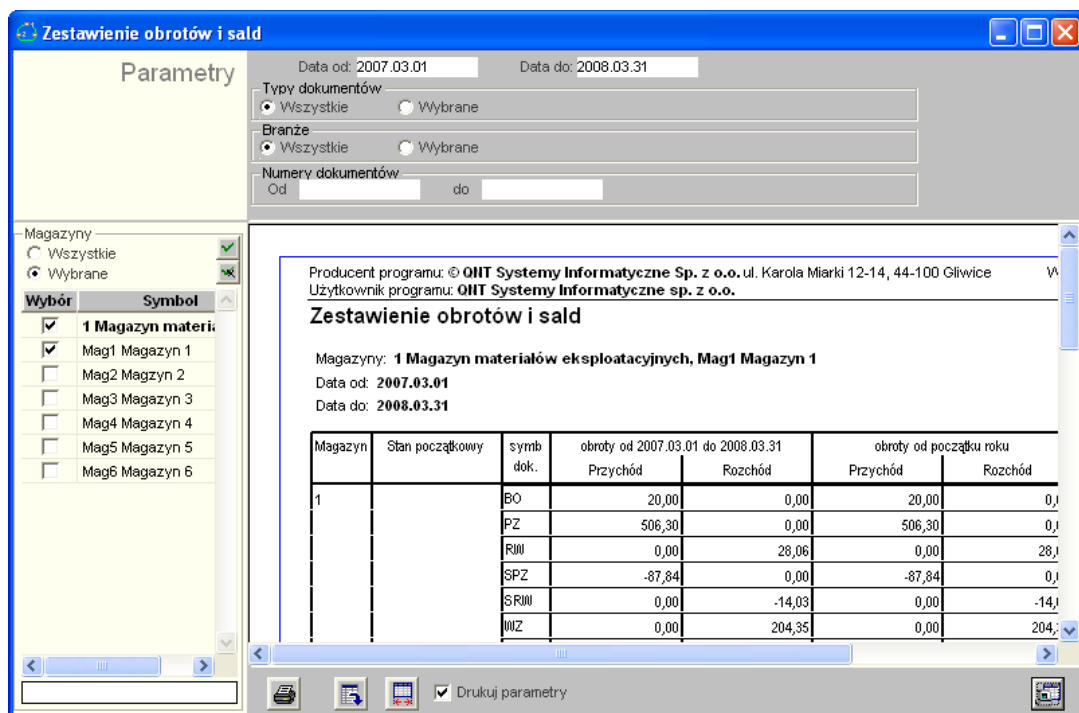 Zestawienie obrotów i sald
Parametry
Data od: 2007.03.01 Data do: 2008.03.31
Typy dokumentów
Wszystkie Wybrane
Branże
Wszystkie Wybrane
Numery dokumentów
Od do
Magazyny
Wszystkie
Wybrane
Wybór Symbol
1 Magazyn materia
Mag1 Magazyn 1
Mag2 Magzyn 2
Mag3 Magazyn 3
Mag4 Magazyn 4
Mag5 Magazyn 5
Mag6 Magazyn 6
Producent programu: © QNT Systemy Informatyczne Sp. z o.o. ul. Karola Miarki 12-14, 44-100 Gliwice
Użytkownik programu: QNT Systemy Informatyczne sp. z o.o.
Zestawienie obrotów i sald
Magazyny: 1 Magazyn materiałów eksploatacyjnych, Mag1 Magazyn 1
Data od: 2007.03.01
Data do: 2008.03.31
Magazyn Stan początkowy symb dok. obroty od 2007.03.01 do 2008.03.31 obroty od początku roku
Przychód Rozchód Przychód Rozchód
1 BO 20,00 0,00 20,00 0,
PZ 506,30 0,00 506,30 0,
RW 0,00 28,06 0,00 28,
SPZ -87,84 0,00 -87,84 0,
SRW 0,00 -14,03 0,00 -14,
WZ 0,00 204,35 0,00 204,
Drukuj parametry